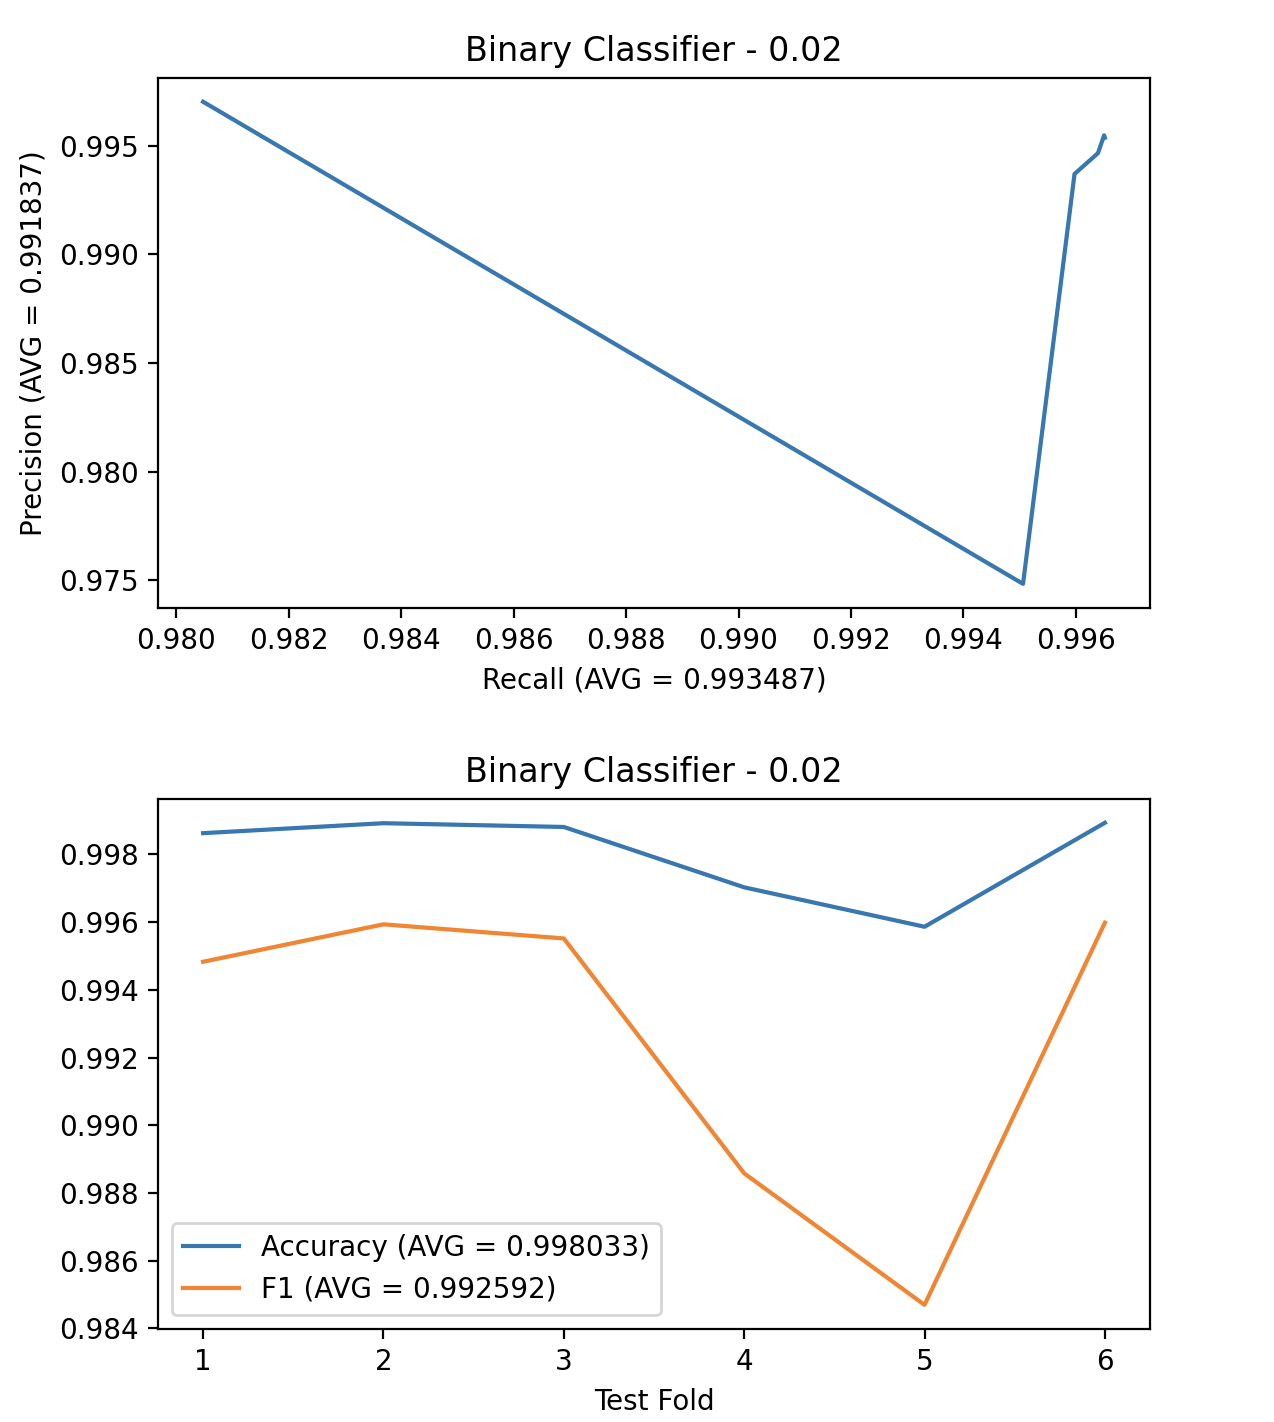 Binary Classifier - 0.02
Precision (AVG = 0.991837)
0.995
0.990
0.985
0.980
0.975
0.980 0.982 0.984 0.986 0.988 0.990 0.992 0.994 0.996
Recall (AVG = 0.993487)
Binary Classifier - 0.02
0.998
0.996
0.994
0.992
0.990
0.988
0.986
0.984
Accuracy (AVG = 0.998033)
F1 (AVG = 0.992592)
1 2 3 4 5 6
Test Fold